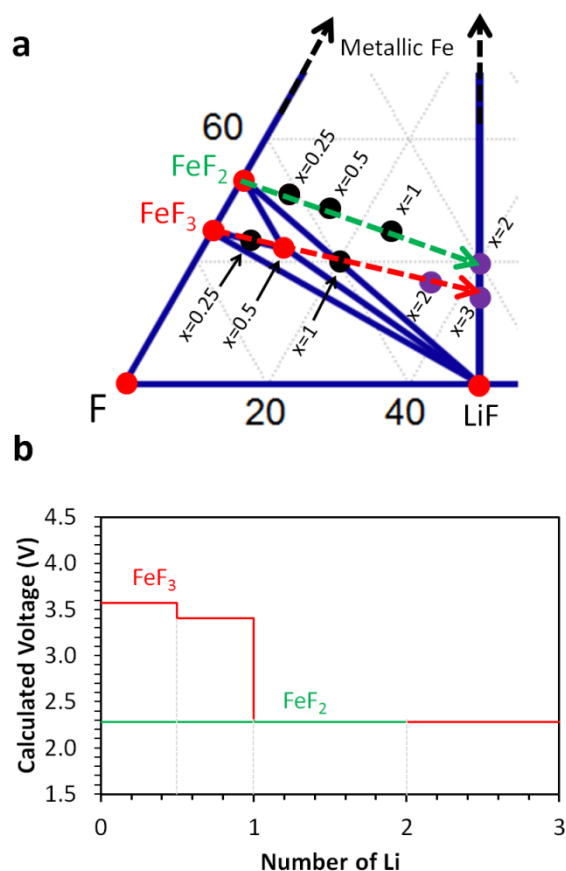 a
Metallic Fe
60
FeF₂
x=0.25
x=0.5
x=1
FeF₃
x=2
x=0.25
x=0.5
x=1
x=2
x=3
F
20
40
LiF
b
4.5
4.0
3.5
3.0
2.5
2.0
1.5
Calculated Voltage (V)
FeF₃
FeF₂
0
1
2
3
Number of Li